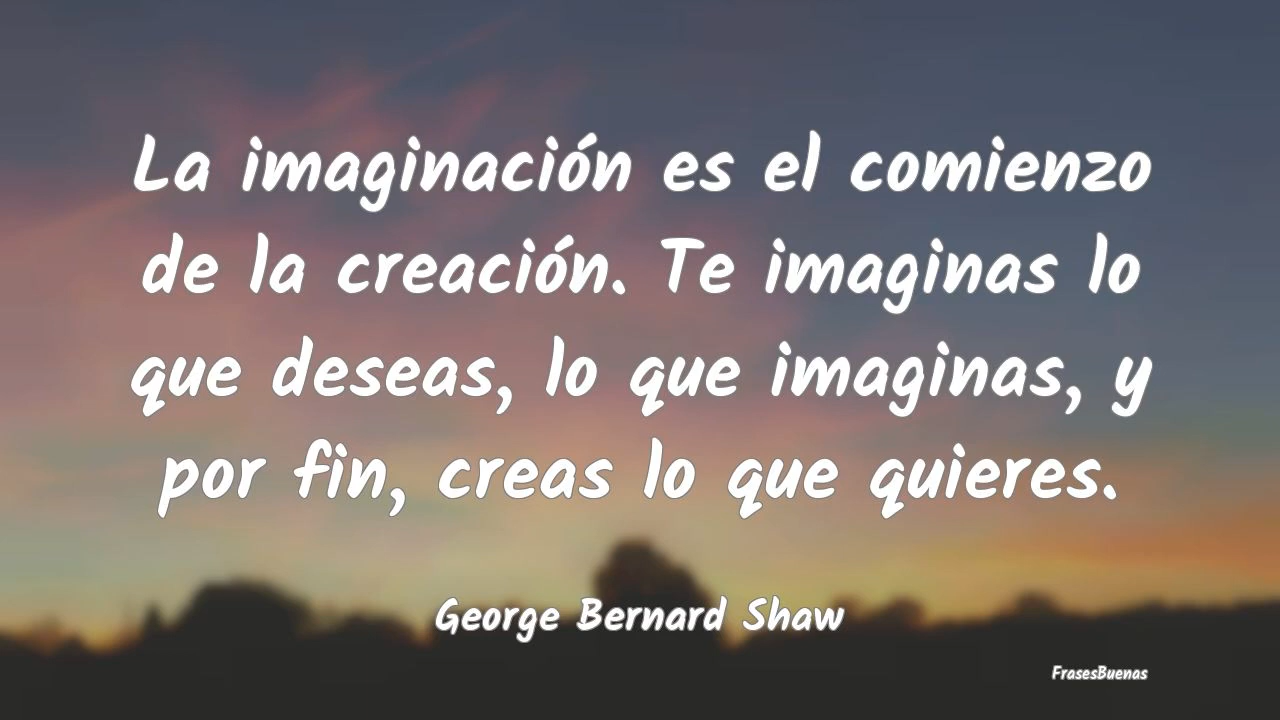 La imaginación es el comienzo
de la creación. Te imaginas lo
que deseas, lo que imaginas, y
por fin, creas lo que quieres.
George Bernard Shaw
FrasesBuenas